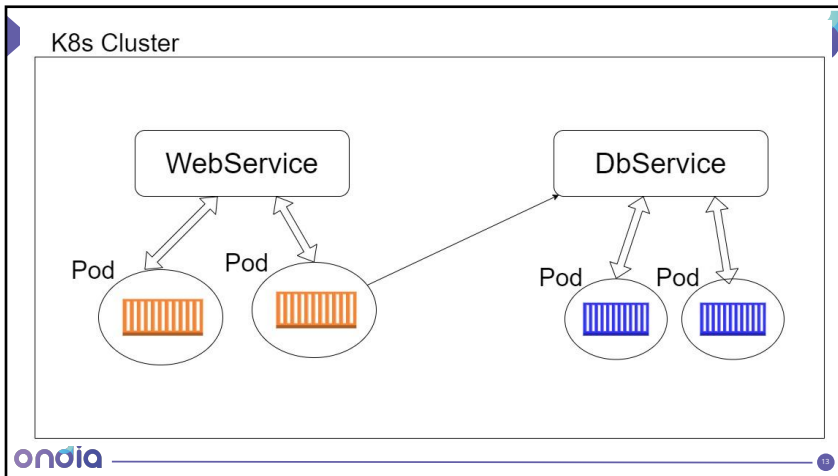 K8s Cluster
WebService
DbService
Pod
Pod
Pod
Pod
ondia
13